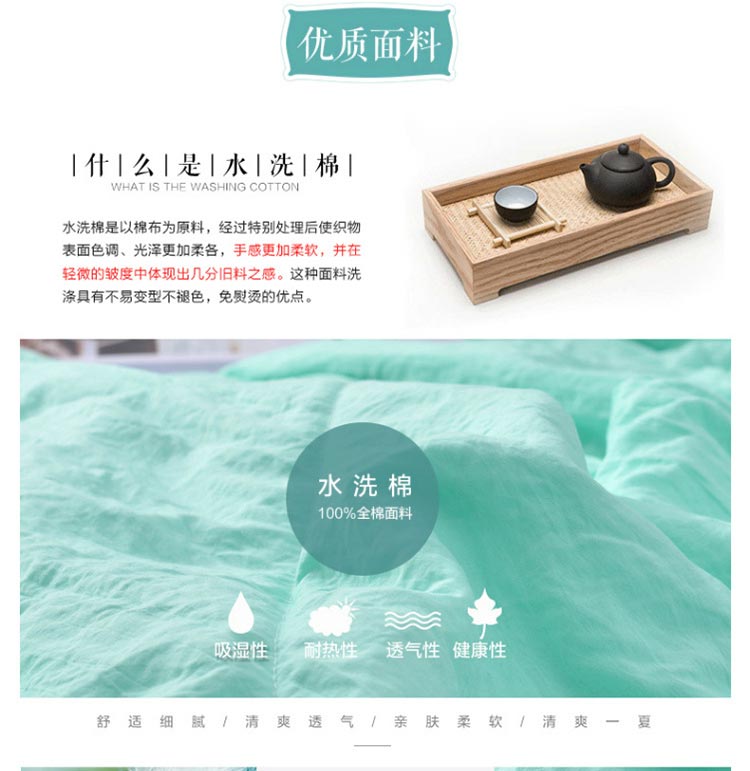 优质面料
|什|么|是|水|洗|棉|
WHAT IS THE WASHING COTTON
水洗棉是以棉布为原料，经过特别处理后使织物
表面色调、光泽更加柔各，手感更加柔软，并在
轻微的皱度中体现出几分旧料之感。这种面料洗
涤具有不易变型不褪色，免熨烫的优点。
水洗棉
100%全棉面料
吸湿性 耐热性 透气性 健康性
舒适细腻/清爽透气/亲肤柔软/清爽一夏